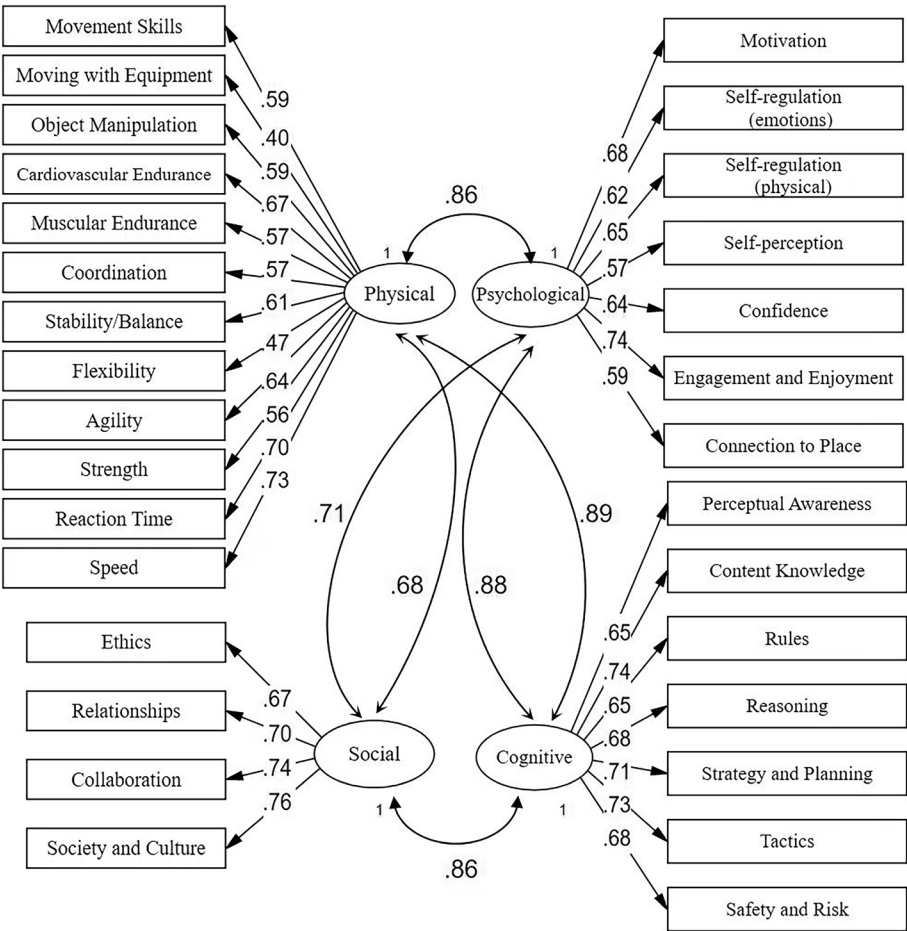 Movement Skills
Moving with Equipment
Object Manipulation
Cardiovascular Endurance
Muscular Endurance
Coordination
Stability/Balance
Flexibility
Agility
Strength
Reaction Time
Speed
.59
.40
.59
.67
.57
.57
.61
.47
.64
.56
.70
.73
1
Physical
.86
1
Psychological
.68
.62
.65
.57
.64
.74
.59
Motivation
Self-regulation
(emotions)
Self-regulation
(physical)
Self-perception
Confidence
Engagement and Enjoyment
Connection to Place
.71
.68
.88
.89
Ethics
Relationships
Collaboration
Society and Culture
.67
.70
.74
.76
Social
1
.86
Cognitive
1
.65
.74
.65
.68
.71
.73
.68
Perceptual Awareness
Content Knowledge
Rules
Reasoning
Strategy and Planning
Tactics
Safety and Risk